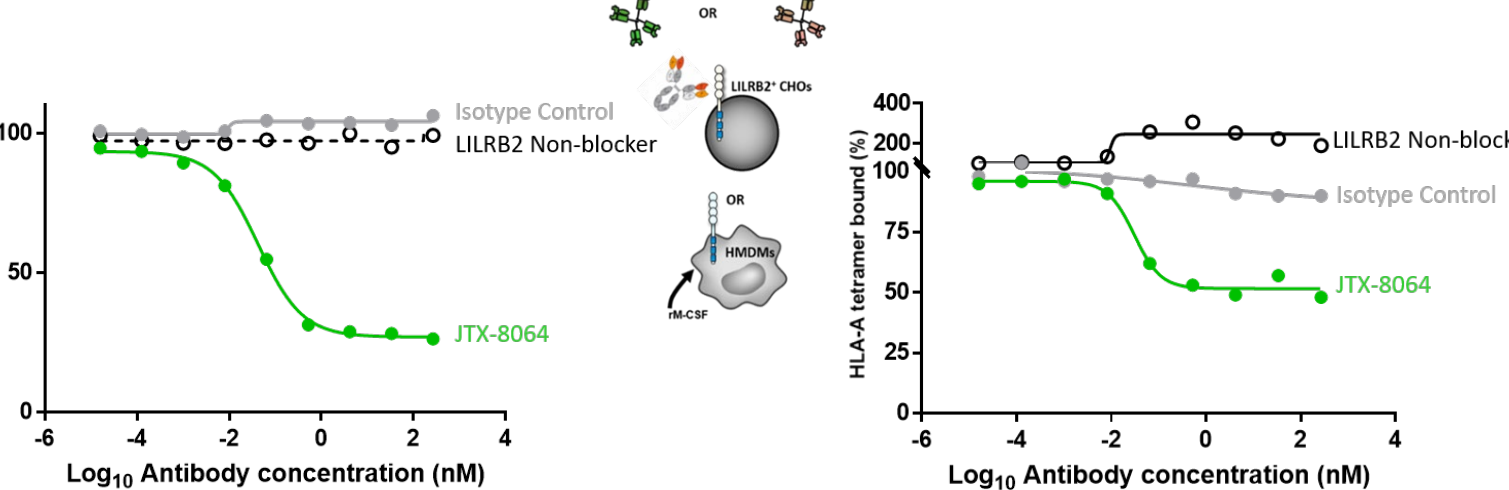 OR
LILRB2⁺ CHOs
OR
HMDMs
rM-CSF
100
50
0
-6
-4
-2
0
2
4
Log₁₀ Antibody concentration (nM)
Isotype Control
LILRB2 Non-blocker
JTX-8064
HLA-A tetramer bound (%)
400
200
100
75
50
25
0
-6
-4
-2
0
2
4
Log₁₀ Antibody concentration (nM)
LILRB2 Non-block
Isotype Control
JTX-8064